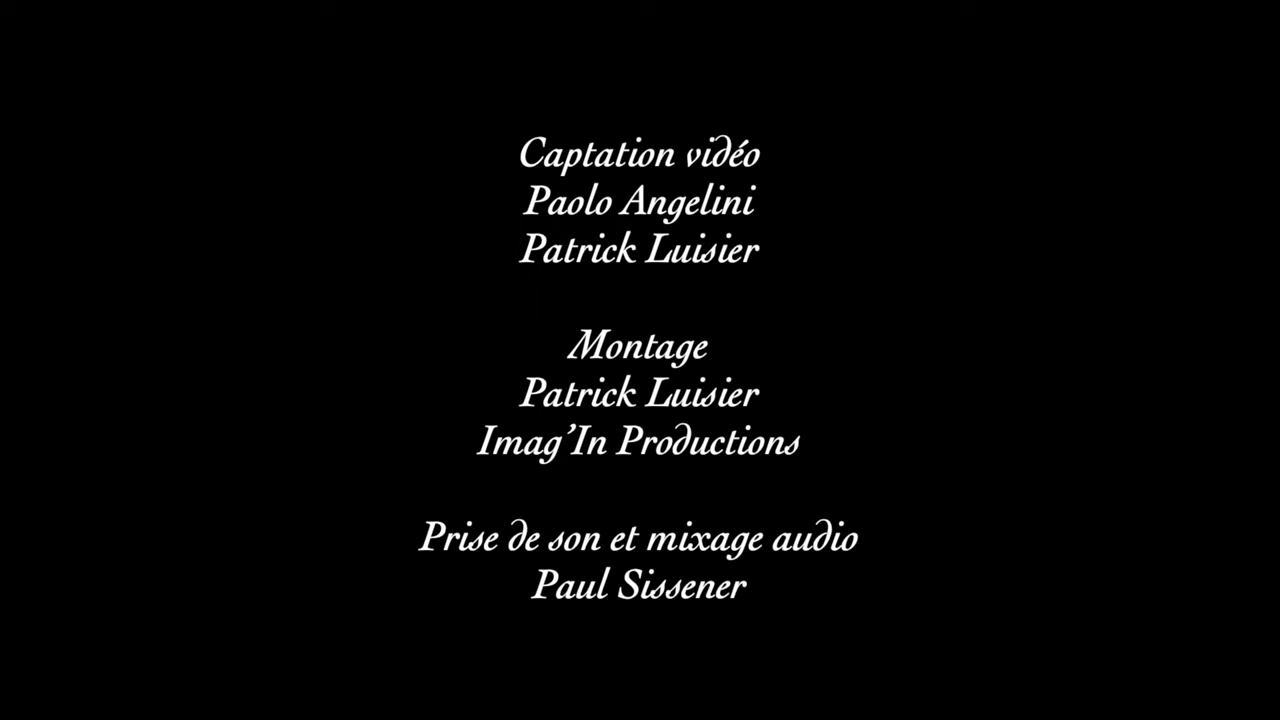 Captation vidéo
Paolo Angelini
Patrick Luisier
Montage
Patrick Luisier
Imag’In Productions
Prise de son et mixage audio
Paul Sissener